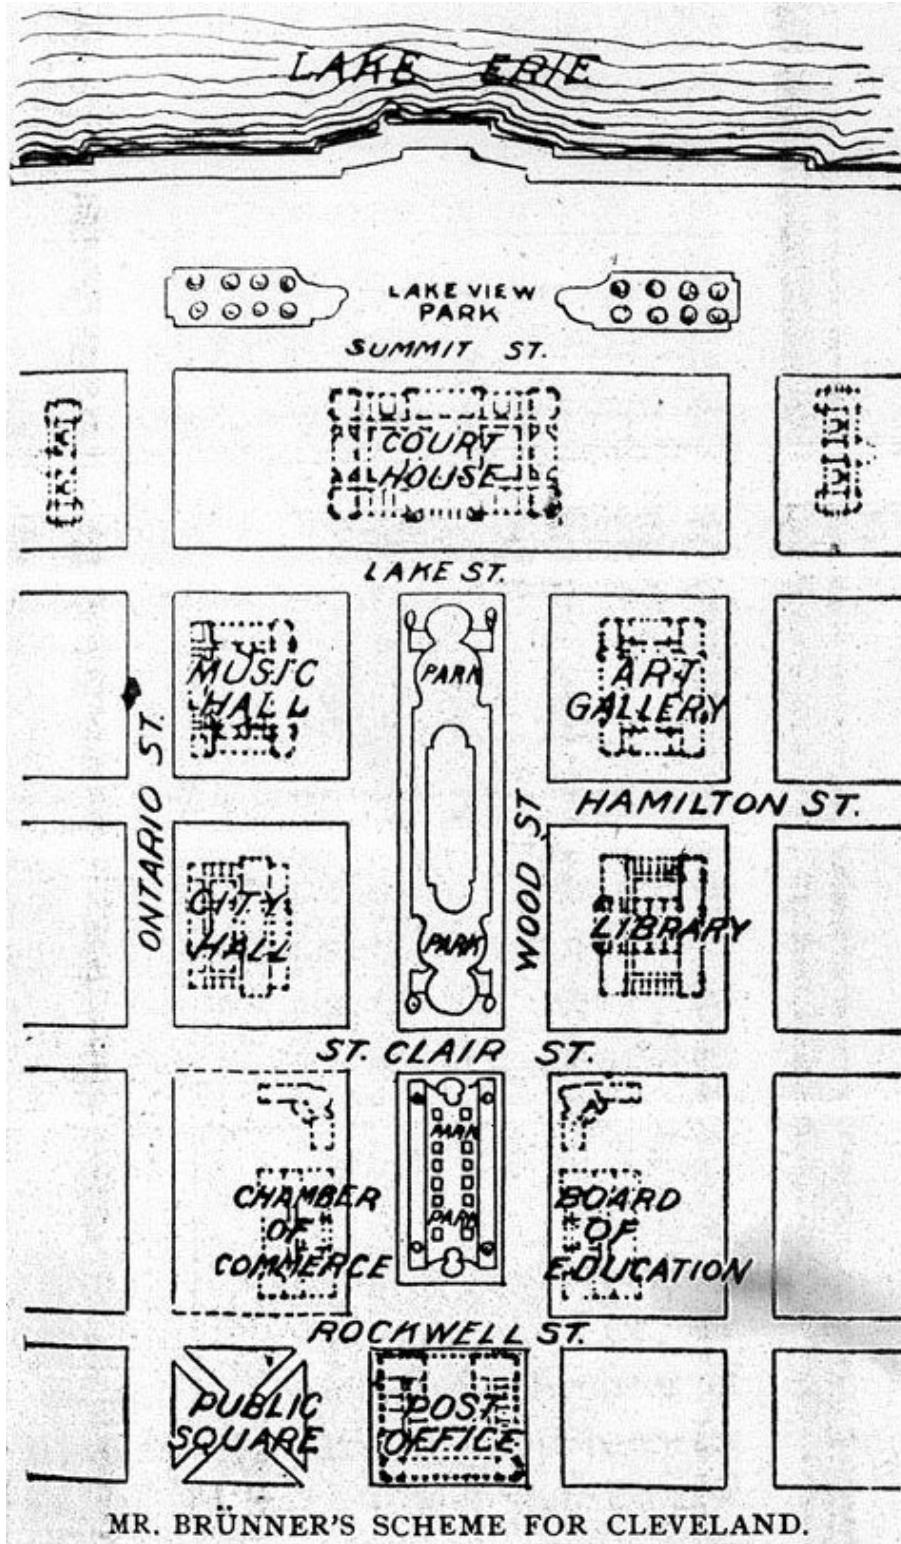 LAKE ERIE
LAKE VIEW
PARK
SUMMIT ST.
COURT
HOUSE
LAKE ST.
MUSIC
HALL
PARK
ART
GALLERY
ONTARIO ST.
WOOD ST
HAMILTON ST.
CITY
HALL
PARK
LIBRARY
ST. CLAIR ST.
PARK
CHAMBER
OF
COMMERCE
PARK
BOARD
OF
EDUCATION
ROCKWELL ST.
PUBLIC
SQUARE
POST
OFFICE
MR. BRÜNNER'S SCHEME FOR CLEVELAND.